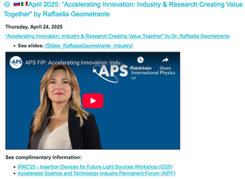 April 2025: "Accelerating Innovation: Industry & Research Creating Value
Together" by Raffaella Geometrante
Thursday, April 24, 2025
"Accelerating Innovation: Industry & Research Creating Value Together" by Dr. Raffaella Geometrante
See slides: [Slides_RaffaellaGeometrante_Industry]
APS FIP: Accelerating Innovation: Indu...
Share
APS
International Physics
See complimentary information:
IPAC'25 - Insertion Devices for Future Light Sources Workshop (ID25)
Accelerator Science and Technology Industry Permanent Forum (AIPF)